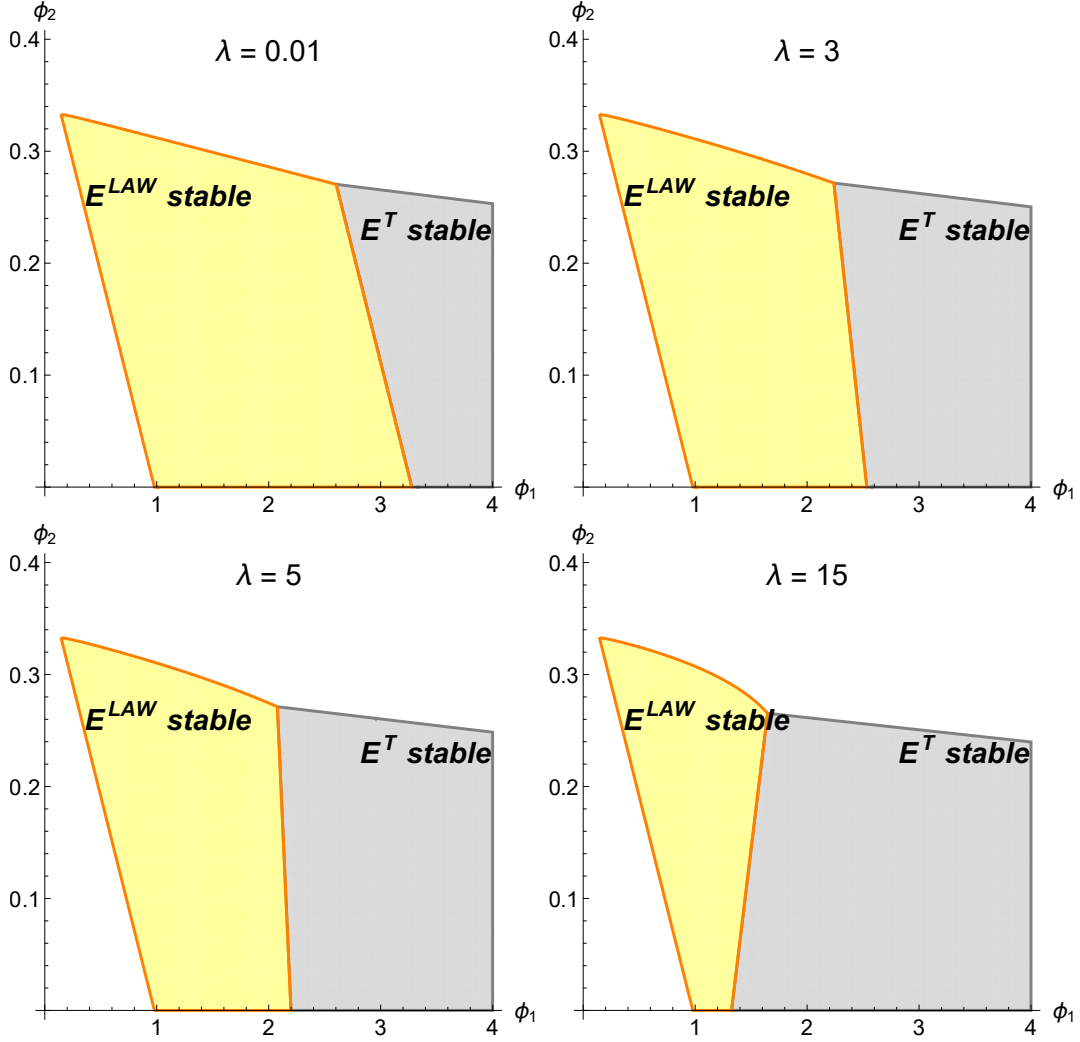 ϕ₂
0.4
λ = 0.01
0.3
E^LAW stable
E^T stable
0.2
0.1
1 2 3 4 ϕ₁
ϕ₂
0.4
λ = 3
0.3
E^LAW stable
E^T stable
0.2
0.1
1 2 3 4 ϕ₁
ϕ₂
0.4
λ = 5
0.3
E^LAW stable
E^T stable
0.2
0.1
1 2 3 4 ϕ₁
ϕ₂
0.4
λ = 15
0.3
E^LAW stable
E^T stable
0.2
0.1
1 2 3 4 ϕ₁